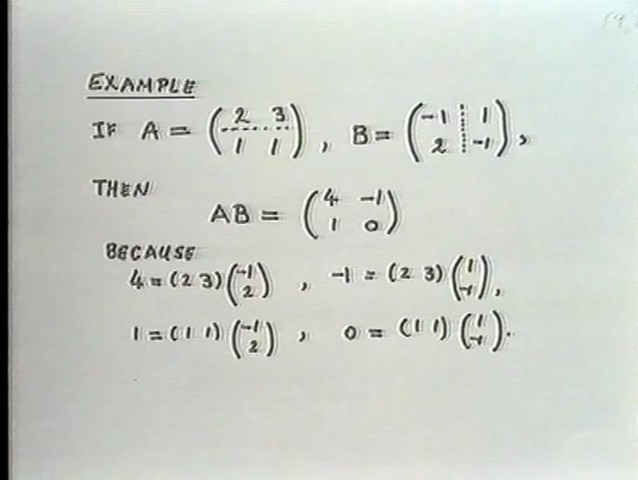 EXAMPLE
IF A = (2 3 / 1 1), B = (-1 1 / 2 -1),
THEN
AB = (4 -1 / 1 0)
BECAUSE
4 = (2 3)(-1 / 2), -1 = (2 3)(1 / -1),
1 = (1 1)(-1 / 2), 0 = (1 1)(1 / -1).